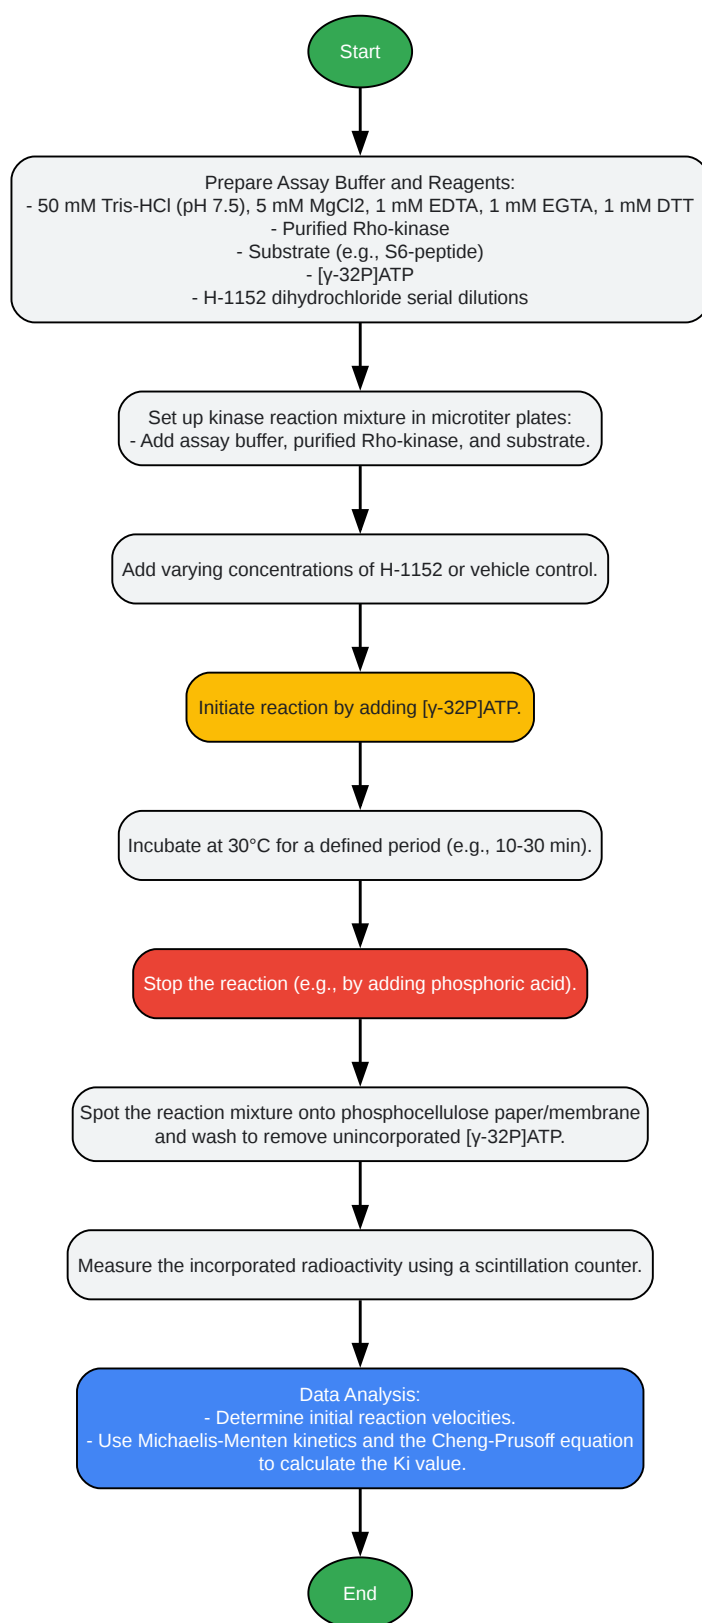 Start
Prepare Assay Buffer and Reagents:
- 50 mM Tris-HCl (pH 7.5), 5 mM MgCl2, 1 mM EDTA, 1 mM EGTA, 1 mM DTT
- Purified Rho-kinase
- Substrate (e.g., S6-peptide)
- [γ-32P]ATP
- H-1152 dihydrochloride serial dilutions
Set up kinase reaction mixture in microtiter plates:
- Add assay buffer, purified Rho-kinase, and substrate.
Add varying concentrations of H-1152 or vehicle control.
Initiate reaction by adding [γ-32P]ATP.
Incubate at 30°C for a defined period (e.g., 10-30 min).
Stop the reaction (e.g., by adding phosphoric acid).
Spot the reaction mixture onto phosphocellulose paper/membrane
and wash to remove unincorporated [γ-32P]ATP.
Measure the incorporated radioactivity using a scintillation counter.
Data Analysis:
- Determine initial reaction velocities.
- Use Michaelis-Menten kinetics and the Cheng-Prusoff equation
to calculate the Ki value.
End